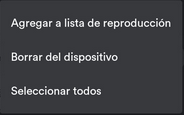 Agregar a lista de reproducción
Borrar del dispositivo
Seleccionar todos